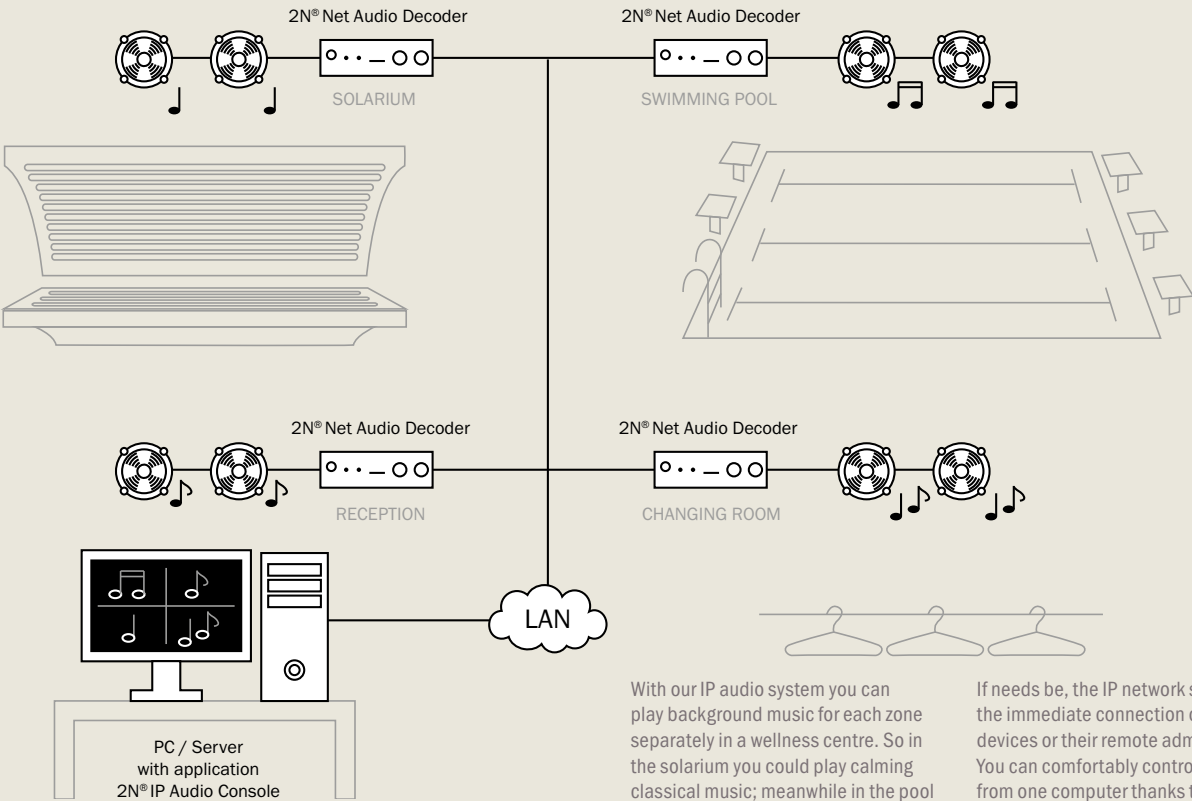 2N® Net Audio Decoder
2N® Net Audio Decoder
SOLARIUM
SWIMMING POOL
2N® Net Audio Decoder
2N® Net Audio Decoder
RECEPTION
CHANGING ROOM
LAN
PC / Server
with application
2N® IP Audio Console
With our IP audio system you can
play background music for each zone
separately in a wellness centre. So in
the solarium you could play calming
classical music; meanwhile in the pool
If needs be, the IP network
the immediate connection
devices or their remote
You can comfortably
from one computer thanks